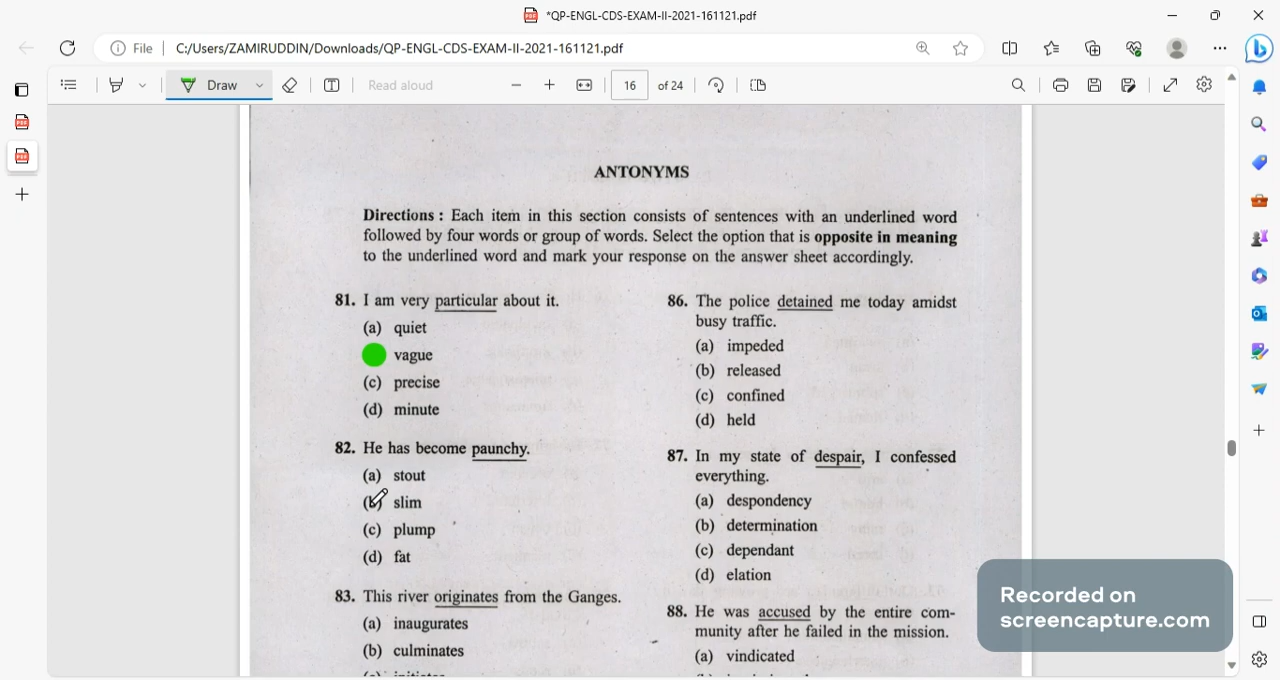 *QP-ENGL-CDS-EXAM-II-2021-161121.pdf
File
C:/Users/ZAMIRUDDIN/Downloads/QP-ENGL-CDS-EXAM-II-2021-161121.pdf
Draw
Read aloud
16
of 24
ANTONYMS
Directions : Each item in this section consists of sentences with an underlined word
followed by four words or group of words. Select the option that is opposite in meaning
to the underlined word and mark your response on the answer sheet accordingly.
81. I am very particular about it.
(a) quiet
vague
(c) precise
(d) minute
82. He has become paunchy.
(a) stout
(b) slim
(c) plump
(d) fat
83. This river originates from the Ganges.
(a) inaugurates
(b) culminates
86. The police detained me today amidst
busy traffic.
(a) impeded
(b) released
(c) confined
(d) held
87. In my state of despair, I confessed
everything.
(a) despondency
(b) determination
(c) dependant
(d) elation
88. He was accused by the entire com-
munity after he failed in the mission.
(a) vindicated
Recorded on
screencapture.com